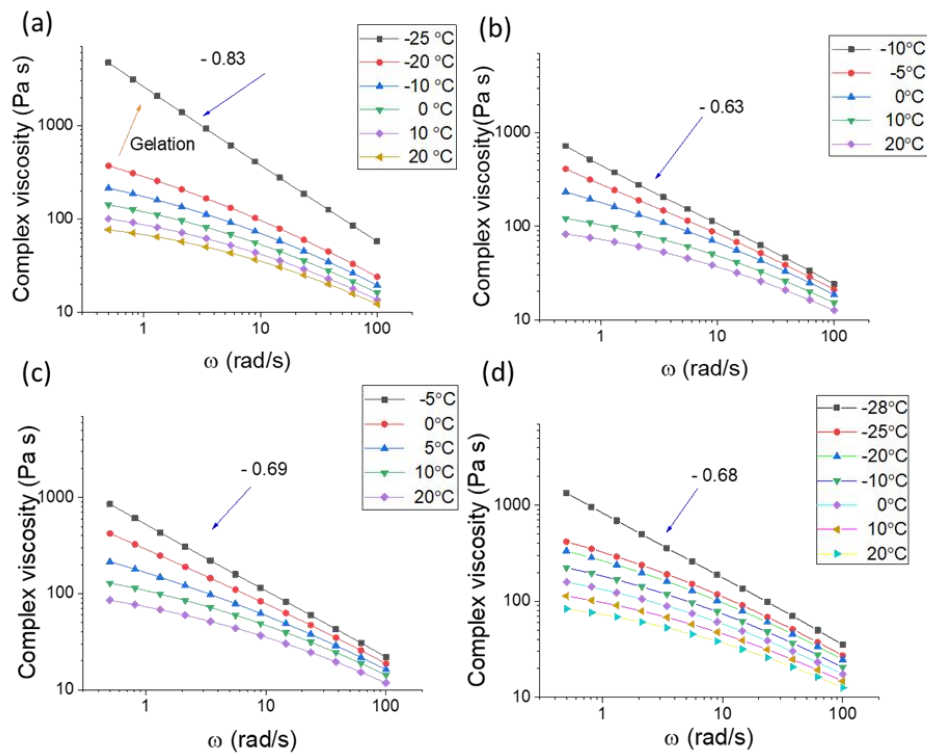 (a)
Complex viscosity (Pa s)
1000
100
10
1
10
100
ω (rad/s)
- 0.83
Gelation
-25 °C
-20 °C
-10 °C
0 °C
10 °C
20 °C
(b)
Complex viscosity(Pa s)
1000
100
10
1
10
100
ω (rad/s)
- 0.63
-10°C
-5°C
0°C
10°C
20°C
(c)
Complex viscosity (Pa s)
1000
100
10
1
10
100
ω (rad/s)
- 0.69
-5°C
0°C
5°C
10°C
20°C
(d)
Complex viscosity (Pa s)
1000
100
10
1
10
100
ω (rad/s)
- 0.68
-28°C
-25°C
-20°C
-10°C
0°C
10°C
20°C